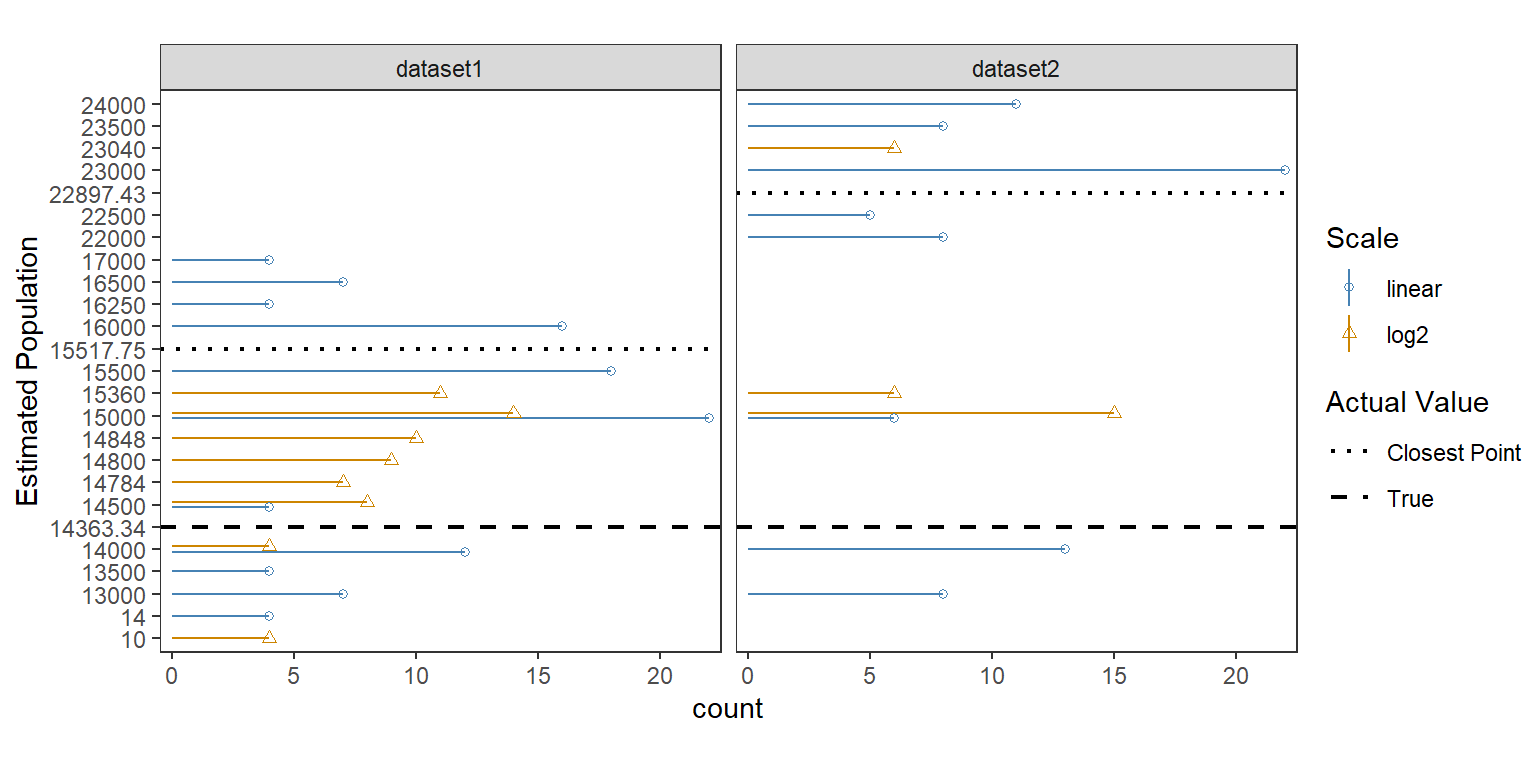 dataset1
dataset2
Estimated Population
24000
23500
23040
23000
22897.43
22500
22000
17000
16500
16250
16000
15517.75
15500
15360
15000
14848
14800
14784
14500
14363.34
14000
13500
13000
14
10
0 5 10 15 20
0 5 10 15 20
count
Scale
linear
log2
Actual Value
Closest Point
True